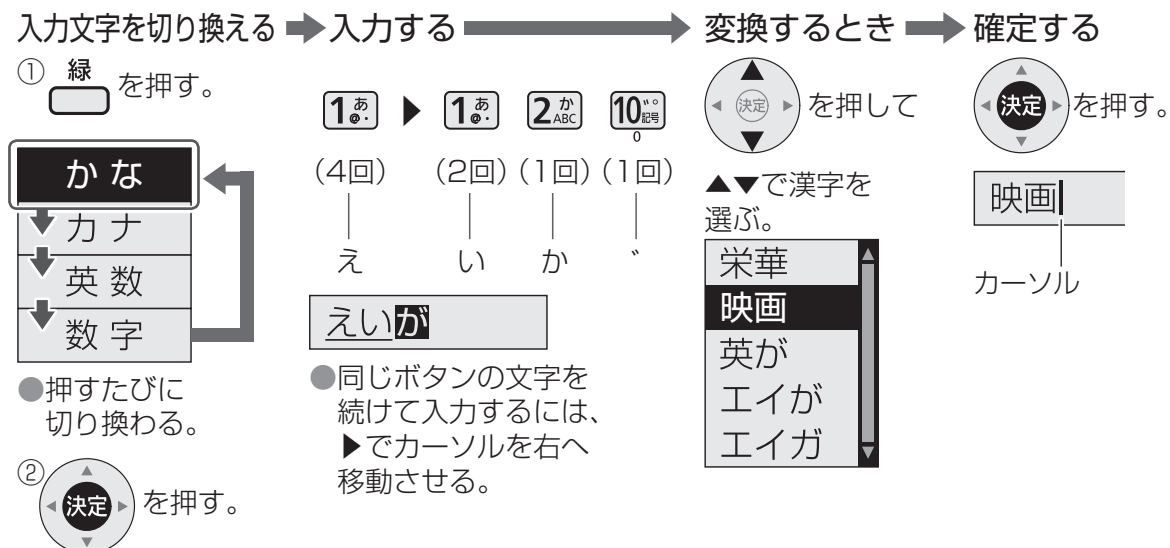 入力文字を切り換える
① 緑 を押す。
かな
カナ
英数
数字
●押すたびに
切り換わる。
② 決定 を押す。
入力する
1 あ @. ▶ 1 あ @. 2 か ABC 10 ゛゜ 記号 0
(4回) (2回) (1回) (1回)
え い か ゛
えいが
●同じボタンの文字を
続けて入力するには、
▶でカーソルを右へ
移動させる。
変換するとき
決定 を押して
▲▼で漢字を
選ぶ。
栄華
映画
英が
エイが
エイガ
確定する
決定 を押す。
映画
カーソル